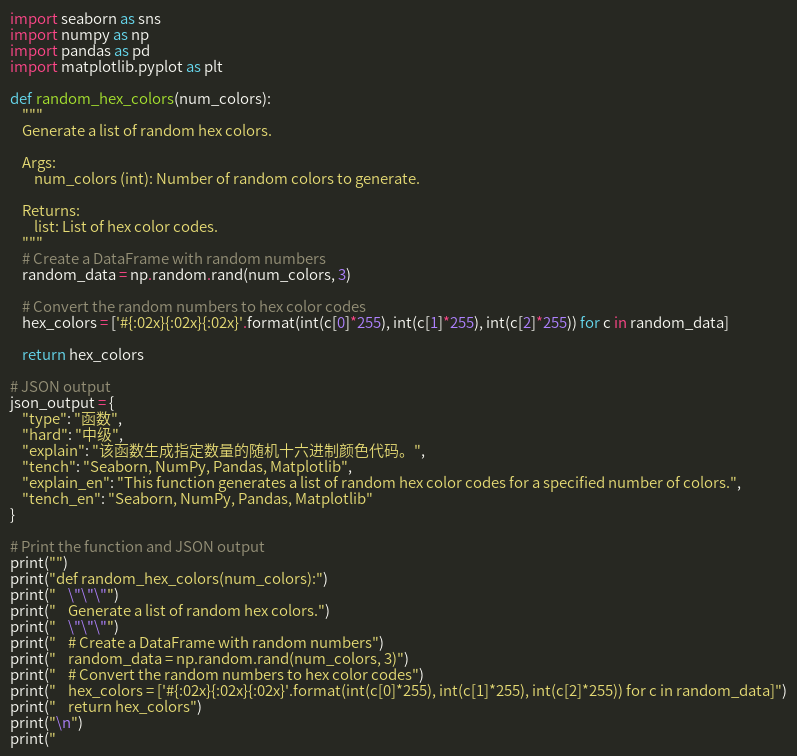 import seaborn as sns
import numpy as np
import pandas as pd
import matplotlib.pyplot as plt

def random_hex_colors(num_colors):
    """
    Generate a list of random hex colors.

    Args:
        num_colors (int): Number of random colors to generate.

    Returns:
        list: List of hex color codes.
    """
    # Create a DataFrame with random numbers
    random_data = np.random.rand(num_colors, 3)

    # Convert the random numbers to hex color codes
    hex_colors = ['#{:02x}{:02x}{:02x}'.format(int(c[0]*255), int(c[1]*255), int(c[2]*255)) for c in random_data]

    return hex_colors

# JSON output
json_output = {
    "type": "函数",
    "hard": "中级",
    "explain": "该函数生成指定数量的随机十六进制颜色代码。",
    "tench": "Seaborn, NumPy, Pandas, Matplotlib",
    "explain_en": "This function generates a list of random hex color codes for a specified number of colors.",
    "tench_en": "Seaborn, NumPy, Pandas, Matplotlib"
}

# Print the function and JSON output
print("")
print("def random_hex_colors(num_colors):")
print("    \"\"\"")
print("    Generate a list of random hex colors.")
print("    \"\"\"")
print("    # Create a DataFrame with random numbers")
print("    random_data = np.random.rand(num_colors, 3)")
print("    # Convert the random numbers to hex color codes")
print("    hex_colors = ['#{:02x}{:02x}{:02x}'.format(int(c[0]*255), int(c[1]*255), int(c[2]*255)) for c in random_data]")
print("    return hex_colors")
print("\n")
print("